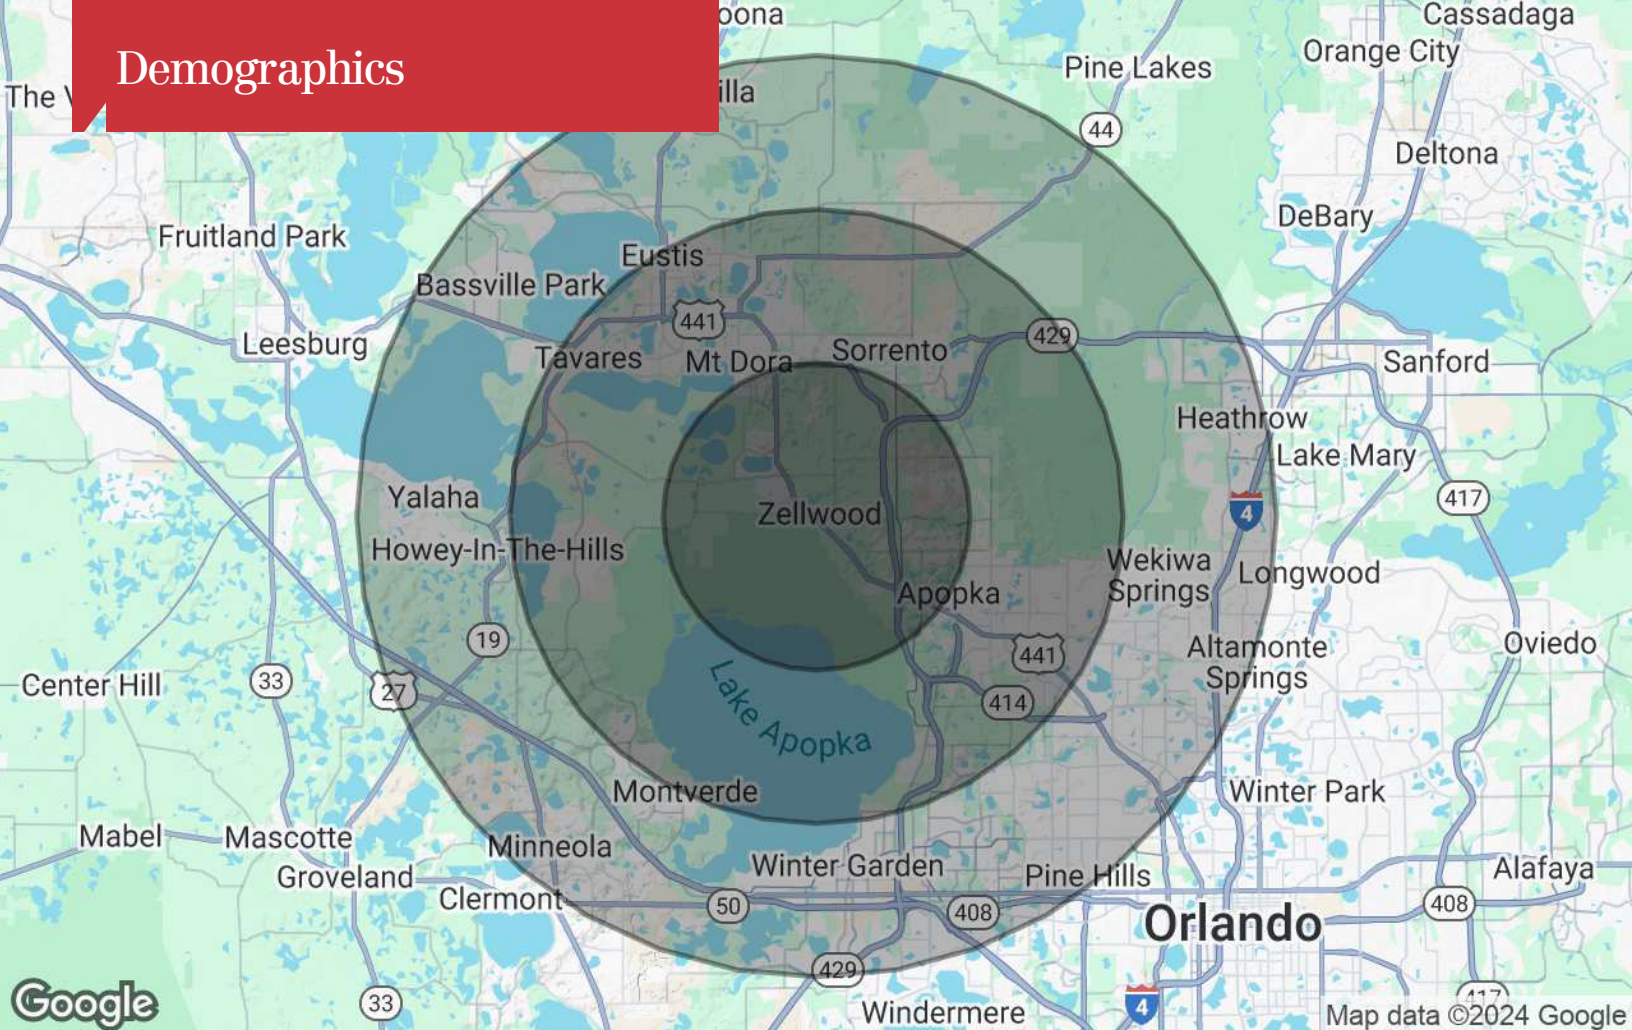 Demographics
Cassadaga
Orange City
Pine Lakes
44
Deltona
DeBary
Fruitland Park
Eustis
Bassville Park
441
429
Leesburg
Tavares
Mt Dora
Sorrento
Sanford
Heathrow
Lake Mary
Yalaha
Zellwood
4
417
Howey-In-The-Hills
Wekiwa
Springs
Longwood
Apopka
19
441
Altamonte
Springs
Oviedo
Center Hill
33
27
414
Lake Apopka
Montverde
Winter Park
Mabel
Mascotte
Minneola
Groveland
Winter Garden
Pine Hills
Alafaya
Clermont
50
408
408
Orlando
429
Google
33
Windermere
4
417
Map data ©2024 Google